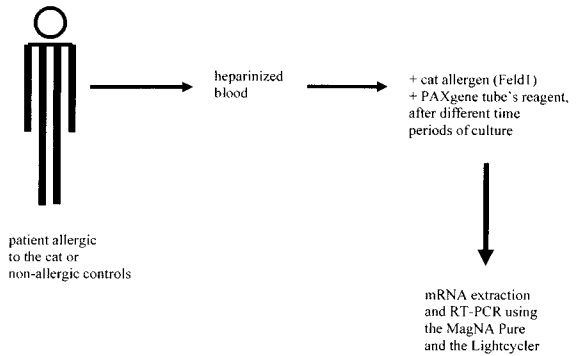 heparinized
blood
+ cat allergen (Feld1)
+ PAXgene tube's reagent,
after different time
periods of culture
patient allergic
to the cat or
non-allergic controls
mRNA extraction
and RT-PCR using
the MagNA Pure
and the Lightcycler